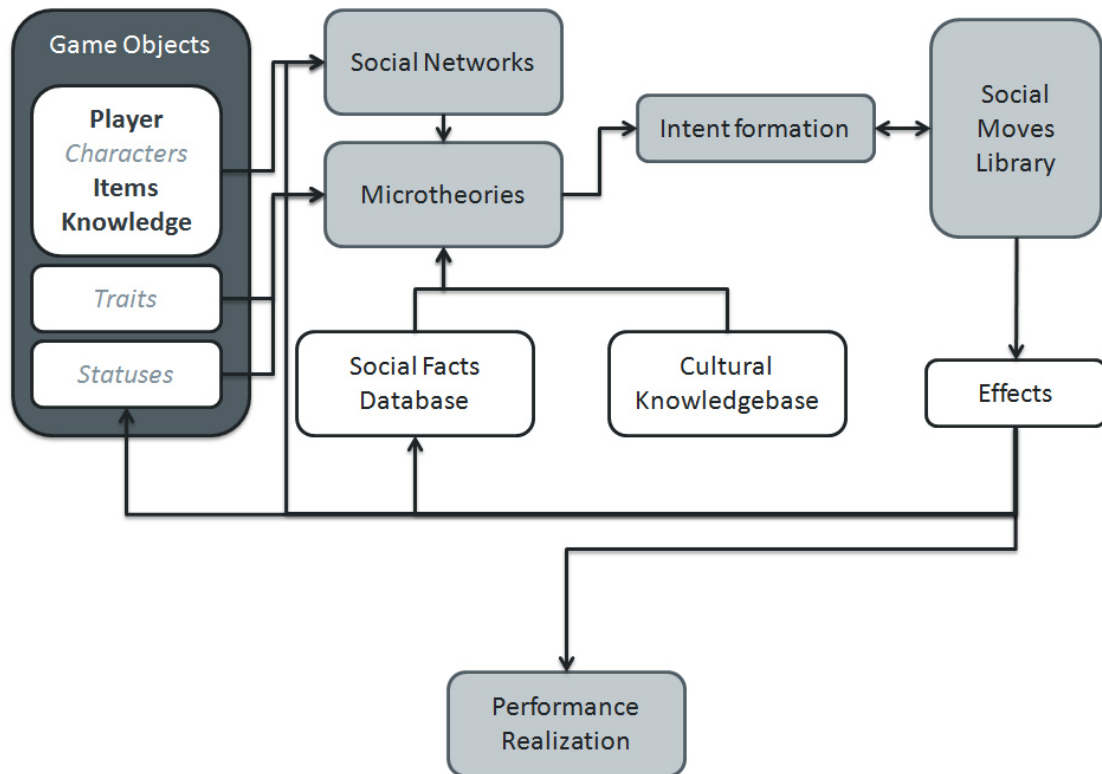 Game Objects
Player
Characters
Items
Knowledge
Traits
Statuses
Social Networks
Microtheories
Social Facts
Database
Cultural
Knowledgebase
Intent formation
Social
Moves
Library
Effects
Performance
Realization